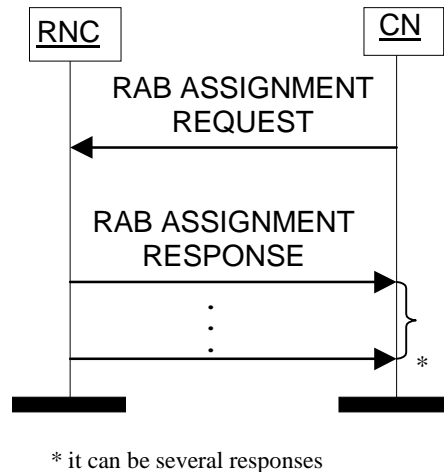 RNC
CN
RAB ASSIGNMENT
REQUEST
RAB ASSIGNMENT
RESPONSE
*
* it can be several responses